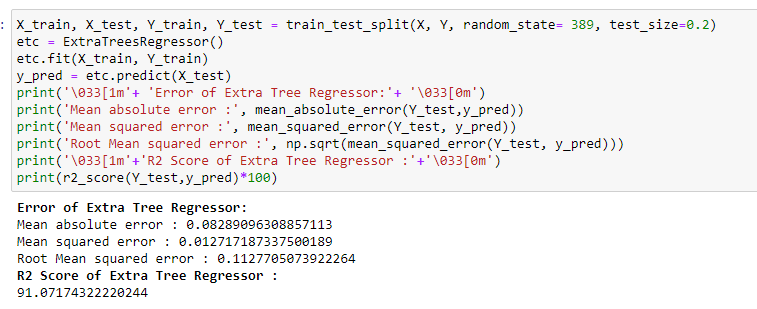 : X_train, X_test, Y_train, Y_test = train_test_split(X, Y, random_state= 389, test_size=0.2)
etc = ExtraTreesRegressor()
etc.fit(X_train, Y_train)
y_pred = etc.predict(X_test)
print('\033[1m'+ 'Error of Extra Tree Regressor:'+ '\033[0m')
print('Mean absolute error :', mean_absolute_error(Y_test,y_pred))
print('Mean squared error :', mean_squared_error(Y_test, y_pred))
print('Root Mean squared error :', np.sqrt(mean_squared_error(Y_test, y_pred)))
print('\033[1m'+'R2 Score of Extra Tree Regressor :'+'\033[0m')
print(r2_score(Y_test,y_pred)*100)
Error of Extra Tree Regressor:
Mean absolute error : 0.08289096308857113
Mean squared error : 0.012717187337500189
Root Mean squared error : 0.1127705073922264
R2 Score of Extra Tree Regressor :
91.07174322220244